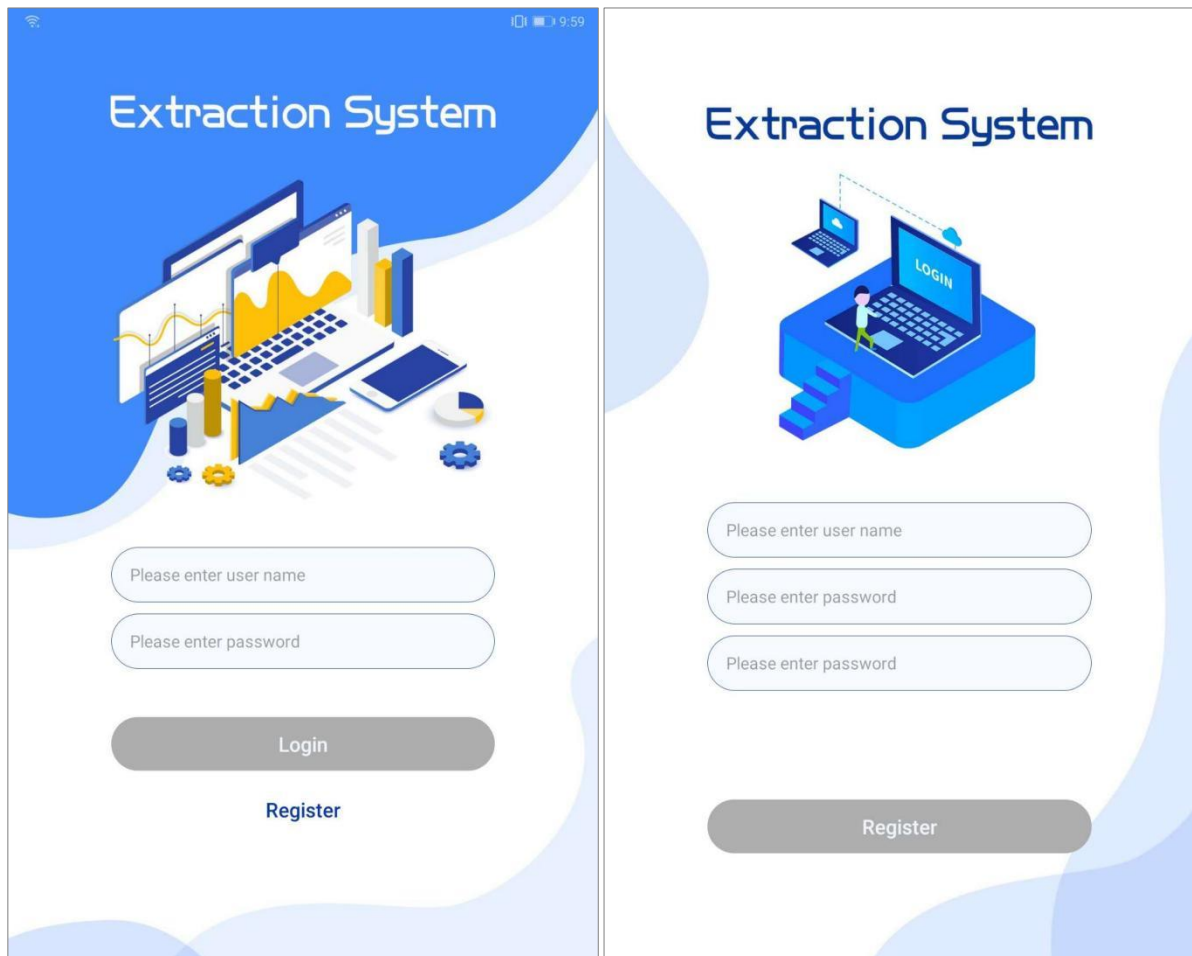 9:59
Extraction System
Please enter user name
Please enter password
Login
Register
Extraction System
LOGIN
Please enter user name
Please enter password
Please enter password
Register